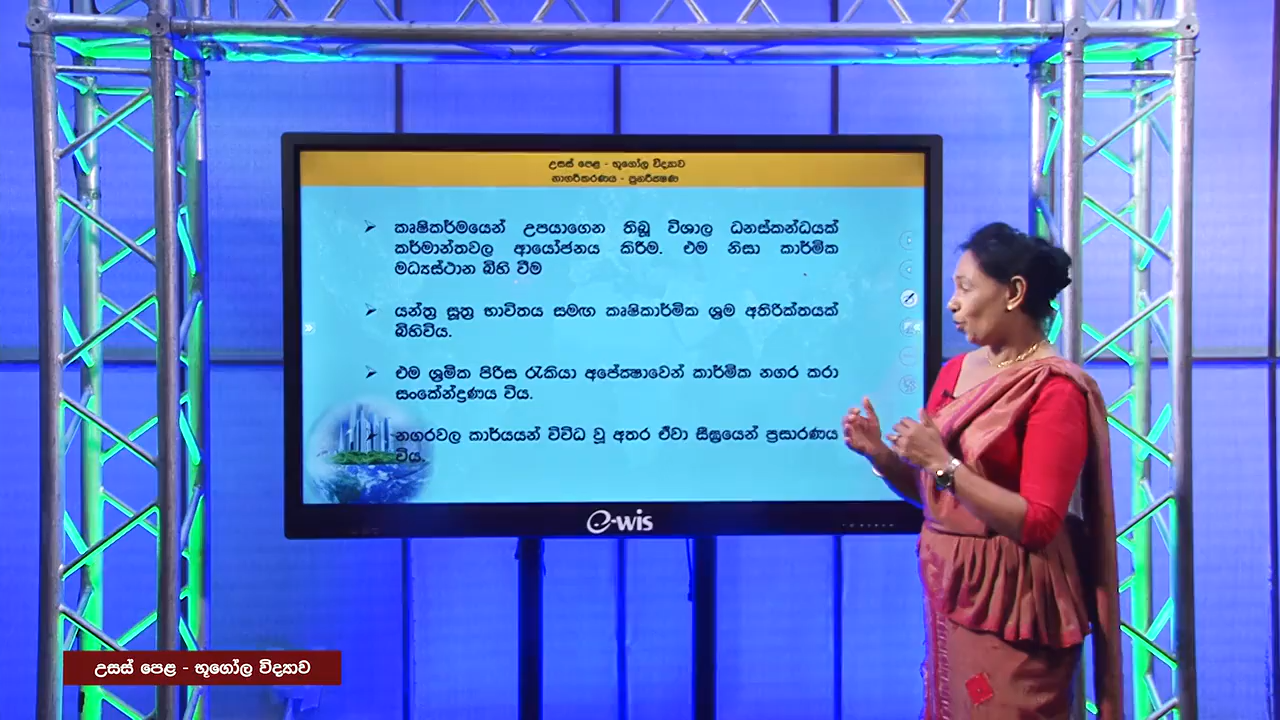 උසස් පෙළ - භූගෝල විද්‍යාව
නාගරීකරණය - පුනරීක්ෂණ
➢ කෘෂිකර්මයෙන් උපයාගෙන තිබූ විශාල ධනස්කන්ධයක්
කර්මාන්තවල ආයෝජනය කිරීම. එම නිසා කාර්මික
මධ්‍යස්ථාන බිහි වීම
➢ යන්ත්‍ර සූත්‍ර භාවිතය සමඟ කෘෂිකාර්මික ශ්‍රම අතිරික්තයක්
බිහිවිය.
➢ එම ශ්‍රමික පිරිස රැකියා අපේක්ෂාවෙන් කාර්මික නගර කරා
සංකේන්ද්‍රණය විය.
➢ නගරවල කාර්යයන් විවිධ වූ අතර ඒවා සීඝ්‍රයෙන් ප්‍රසාරණය
විය.
e-wis
උසස් පෙළ - භූගෝල විද්‍යාව